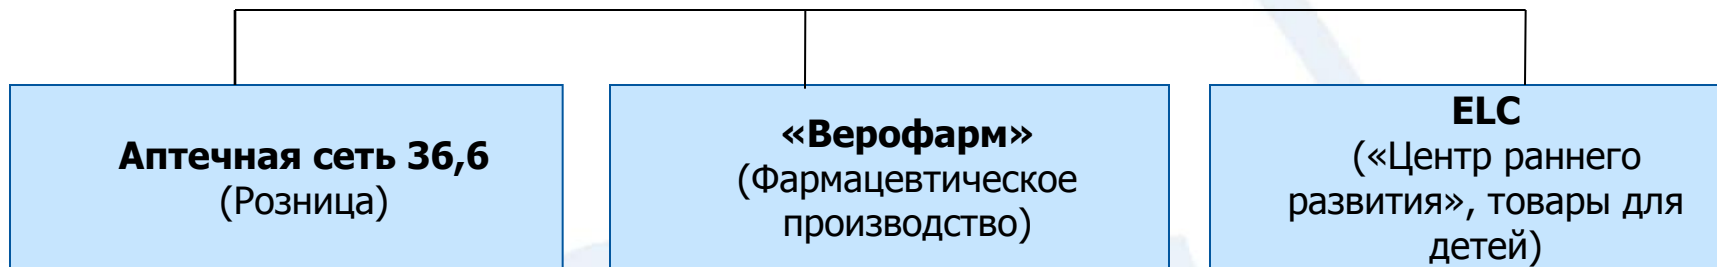 Аптечная сеть 36,6
(Розница)
«Верофарм»
(Фармацевтическое
производство)
ELC
(«Центр раннего
развития», товары для
детей)